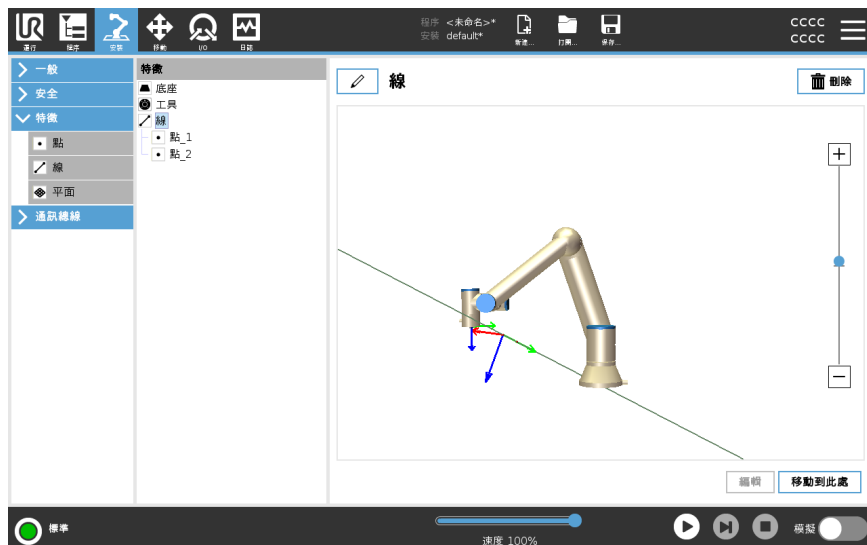 UR
運行
程序
安裝
移動
I/O
日誌
程序 <未命名>*
安裝 default*
新建...
打開...
保存...
CCCC
CCCC
一般
安全
特徵
點
線
平面
通訊總線
特徵
底座
工具
線
點_1
點_2
線
刪除
編輯
移動到此處
標準
速度 100%
模擬